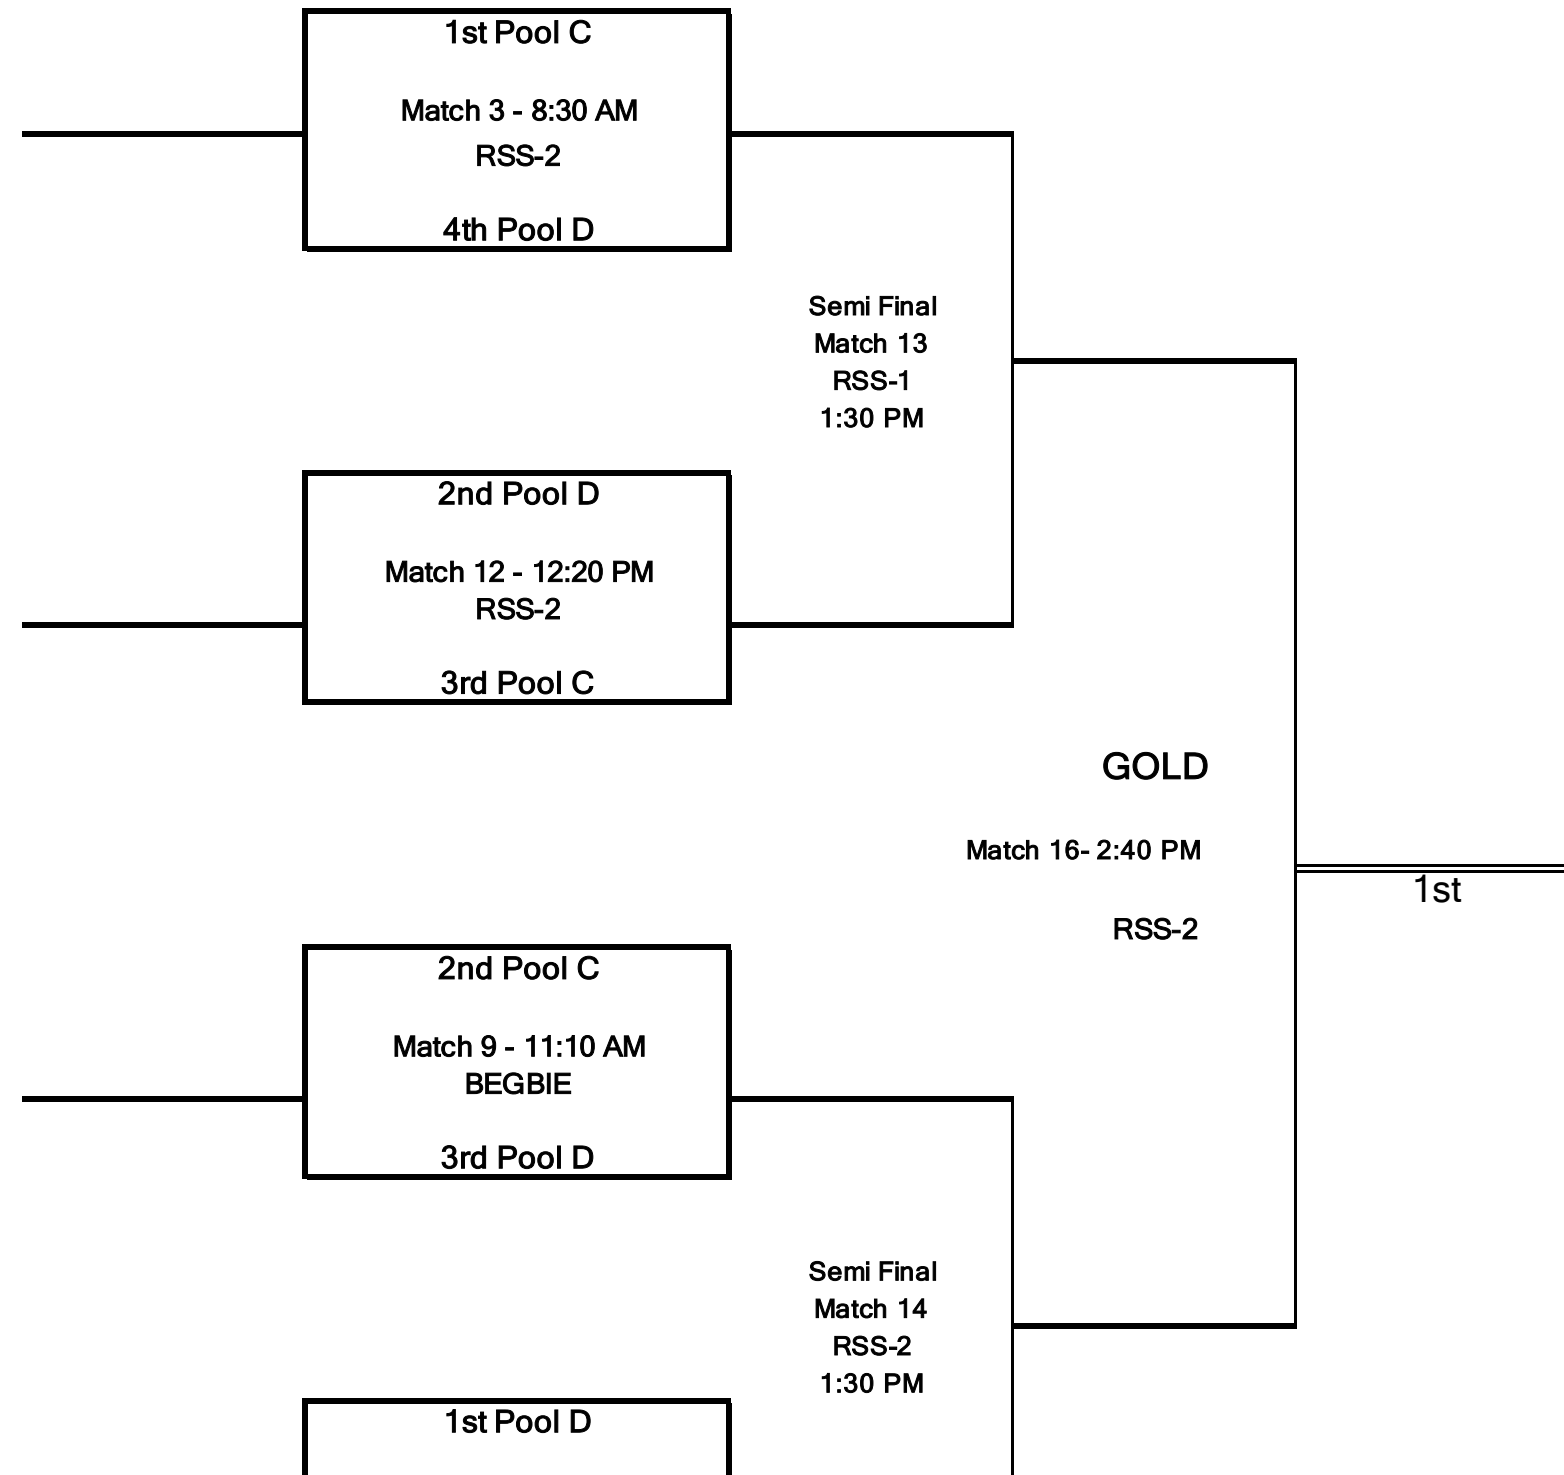 1st Pool C
Match 3 - 8:30 AM
RSS-2
4th Pool D
Semi Final
Match 13
RSS-1
1:30 PM
2nd Pool D
Match 12 - 12:20 PM
RSS-2
3rd Pool C
GOLD
Match 16- 2:40 PM
1st
RSS-2
2nd Pool C
Match 9 - 11:10 AM
BEGBIE
3rd Pool D
Semi Final
Match 14
RSS-2
1:30 PM
1st Pool D